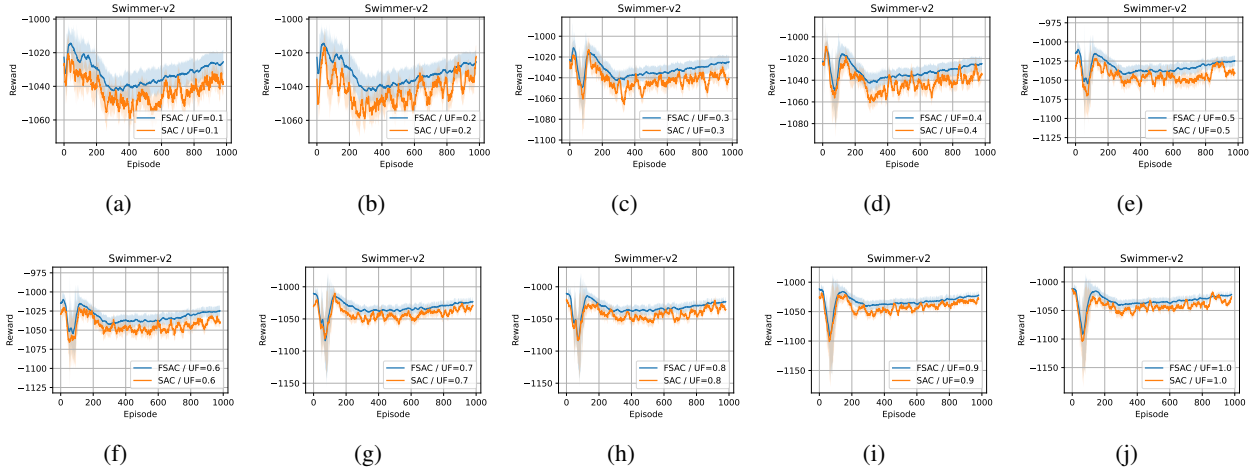 Swimmer-v2
−1000
−1020
−1040
−1060
Reward
0 200 400 600 800 1000
Episode
FSAC / UF=0.1
SAC / UF=0.1
(a)
Swimmer-v2
−1000
−1020
−1040
−1060
Reward
0 200 400 600 800 1000
Episode
FSAC / UF=0.2
SAC / UF=0.2
(b)
Swimmer-v2
−1000
−1020
−1040
−1060
−1080
−1100
Reward
0 200 400 600 800 1000
Episode
FSAC / UF=0.3
SAC / UF=0.3
(c)
Swimmer-v2
−1000
−1020
−1040
−1060
−1080
Reward
0 200 400 600 800 1000
Episode
FSAC / UF=0.4
SAC / UF=0.4
(d)
Swimmer-v2
−975
−1000
−1025
−1050
−1075
−1100
−1125
Reward
0 200 400 600 800 1000
Episode
FSAC / UF=0.5
SAC / UF=0.5
(e)
Swimmer-v2
−975
−1000
−1025
−1050
−1075
−1100
−1125
Reward
0 200 400 600 800 1000
Episode
FSAC / UF=0.6
SAC / UF=0.6
(f)
Swimmer-v2
−1000
−1050
−1100
−1150
Reward
0 200 400 600 800 1000
Episode
FSAC / UF=0.7
SAC / UF=0.7
(g)
Swimmer-v2
−1000
−1050
−1100
−1150
Reward
0 200 400 600 800 1000
Episode
FSAC / UF=0.8
SAC / UF=0.8
(h)
Swimmer-v2
−1000
−1050
−1100
−1150
Reward
0 200 400 600 800 1000
Episode
FSAC / UF=0.9
SAC / UF=0.9
(i)
Swimmer-v2
−1000
−1050
−1100
−1150
Reward
0 200 400 600 800 1000
Episode
FSAC / UF=1.0
SAC / UF=1.0
(j)